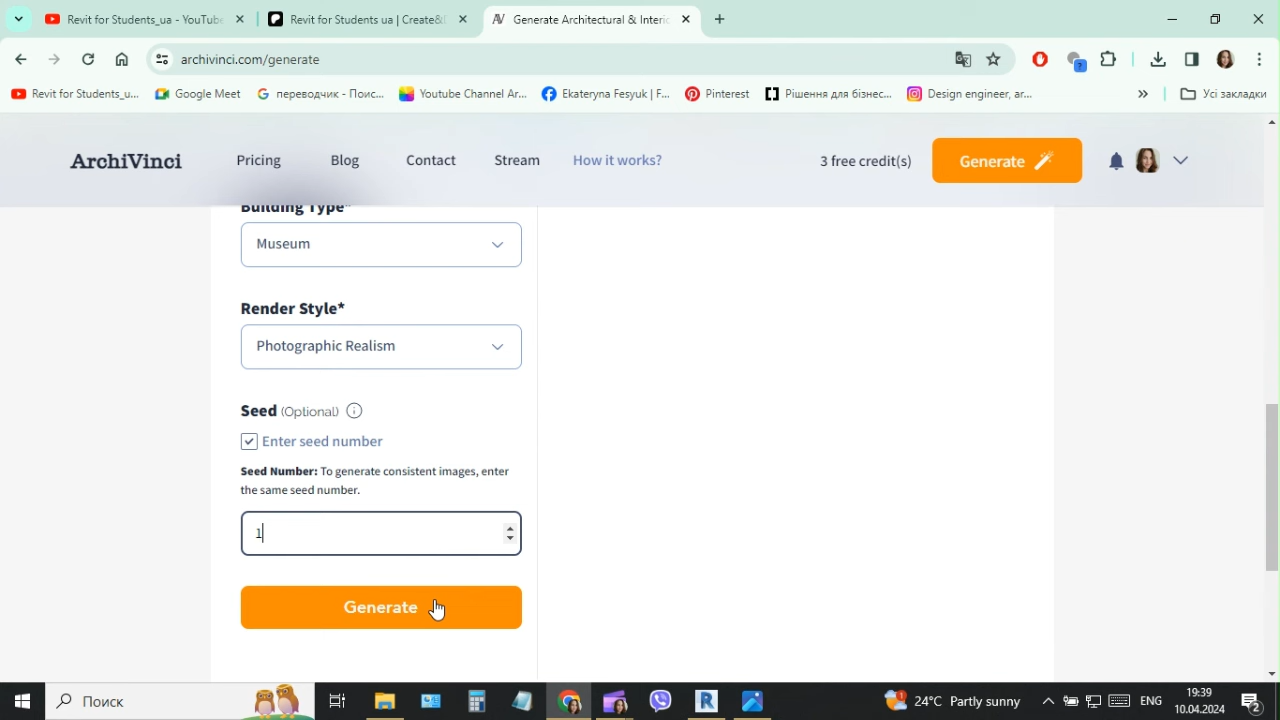 Revit for Students_ua - YouTube
Revit for Students ua | Create&
Generate Architectural & Interio
archivinci.com/generate
Revit for Students_u...
Google Meet
переводчик - Поис...
Youtube Channel Ar...
Ekateryna Fesyuk | F...
Pinterest
Рішення для бізнес...
Design engineer, ar...
»
Усі закладки
ArchiVinci
Pricing
Blog
Contact
Stream
How it works?
3 free credit(s)
Generate
Building Type*
Museum
Render Style*
Photographic Realism
Seed (Optional)
Enter seed number
Seed Number: To generate consistent images, enter
the same seed number.
1
Generate
Поиск
24°C Partly sunny
ENG
19:39
10.04.2024
2